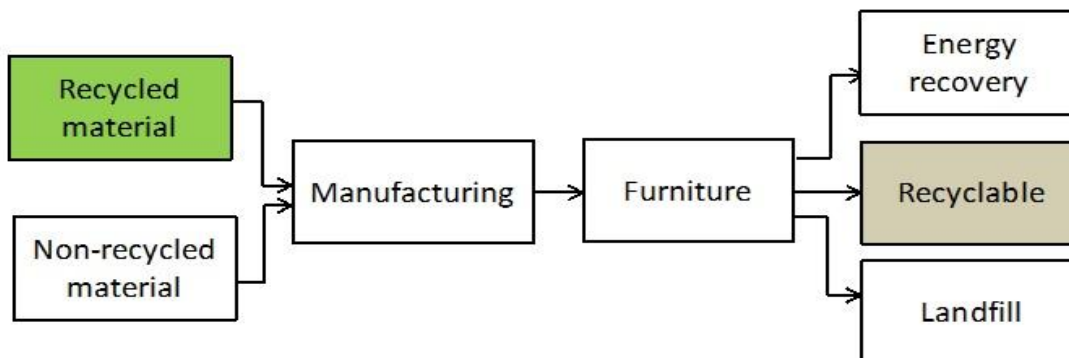 Recycled
material
Non-recycled
material
Manufacturing
Furniture
Energy
recovery
Recyclable
Landfill